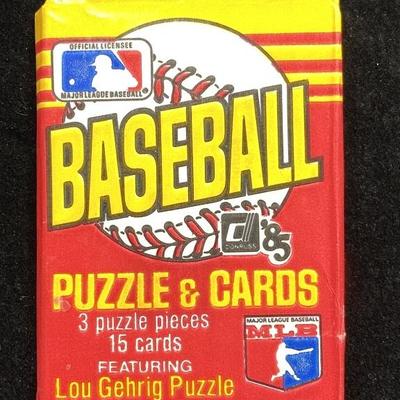 OFFICIAL LICENSEE
MAJOR LEAGUE BASEBALL
BASEBALL
DONRUSS '85
PUZZLE & CARDS
3 puzzle pieces
15 cards
MAJOR LEAGUE BASEBALL
MLB
FEATURING
Lou Gehrig Puzzle